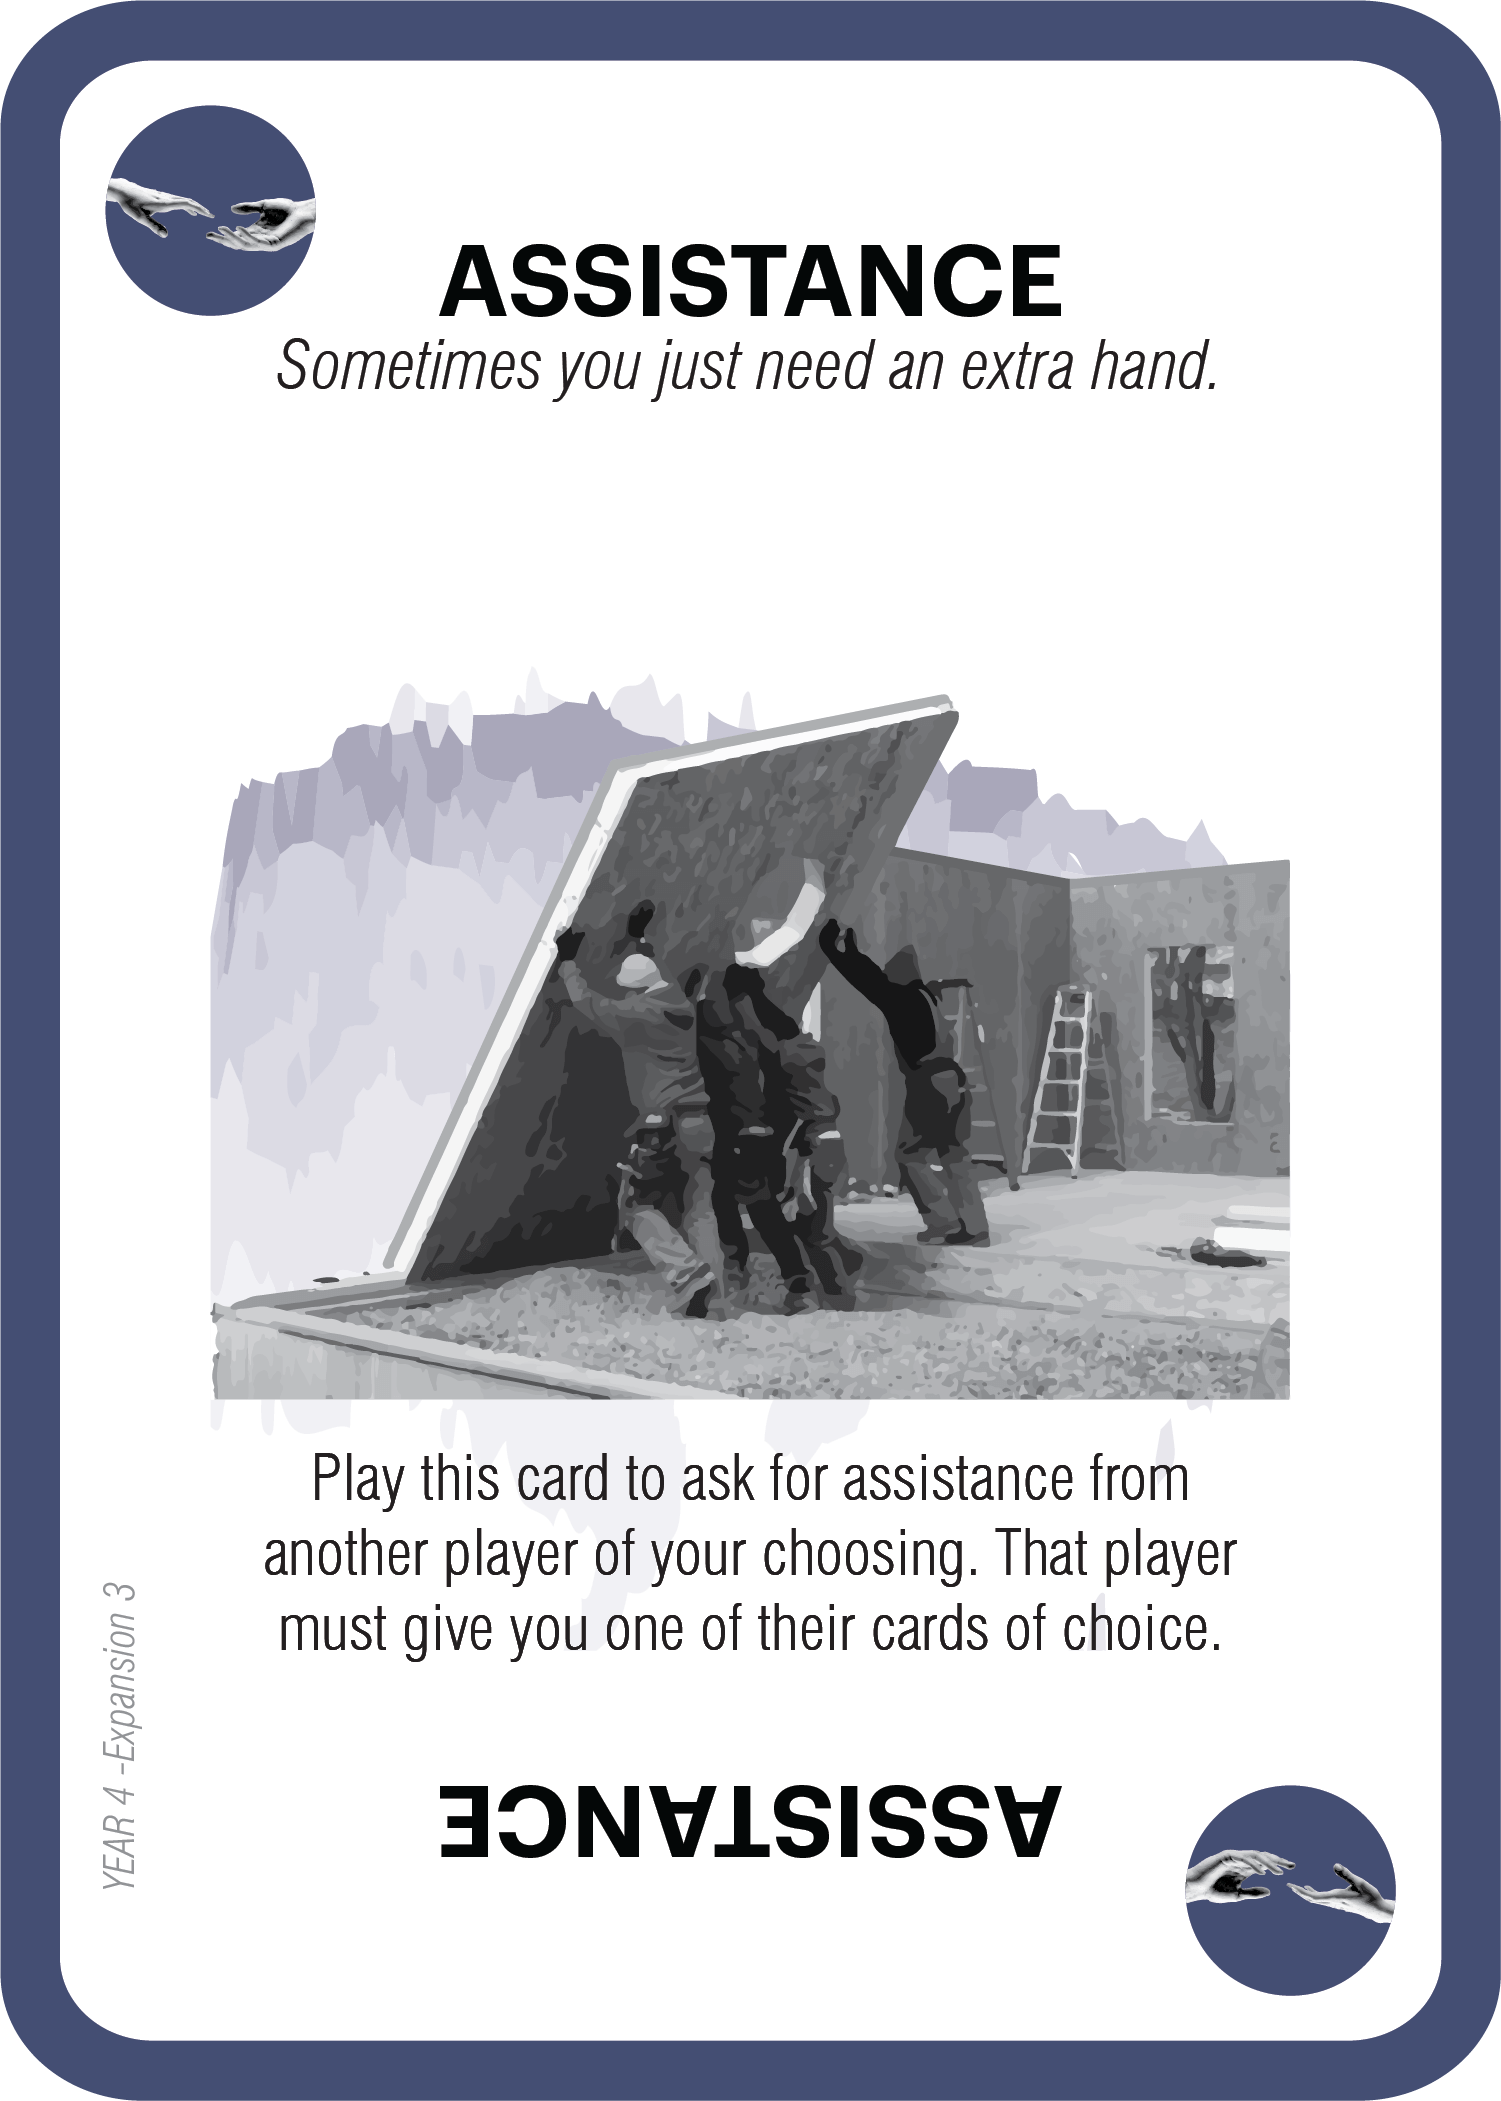 ASSISTANCE
Sometimes you just need an extra hand.
Play this card to ask for assistance from
another player of your choosing. That player
must give you one of their cards of choice.
YEAR 4 -Expansion 3
ASSISTANCE